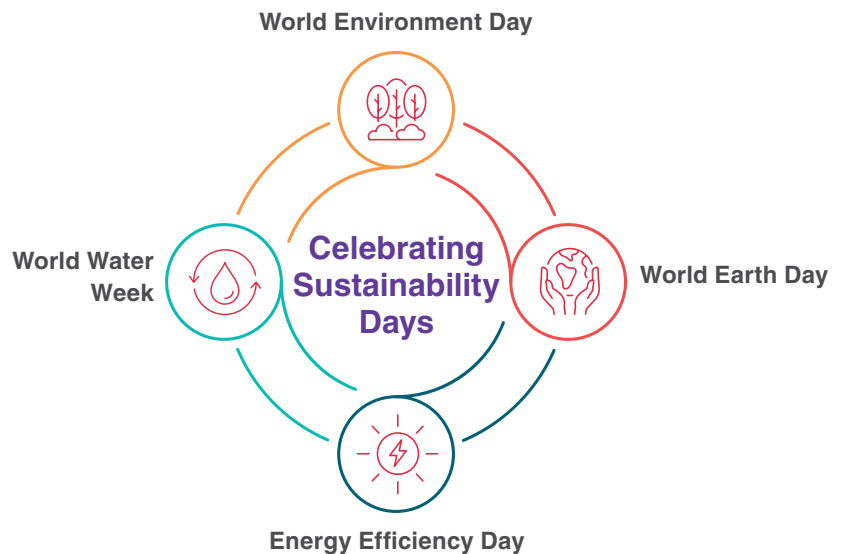 World Environment Day
World Water
Week
Celebrating
Sustainability
Days
World Earth Day
Energy Efficiency Day